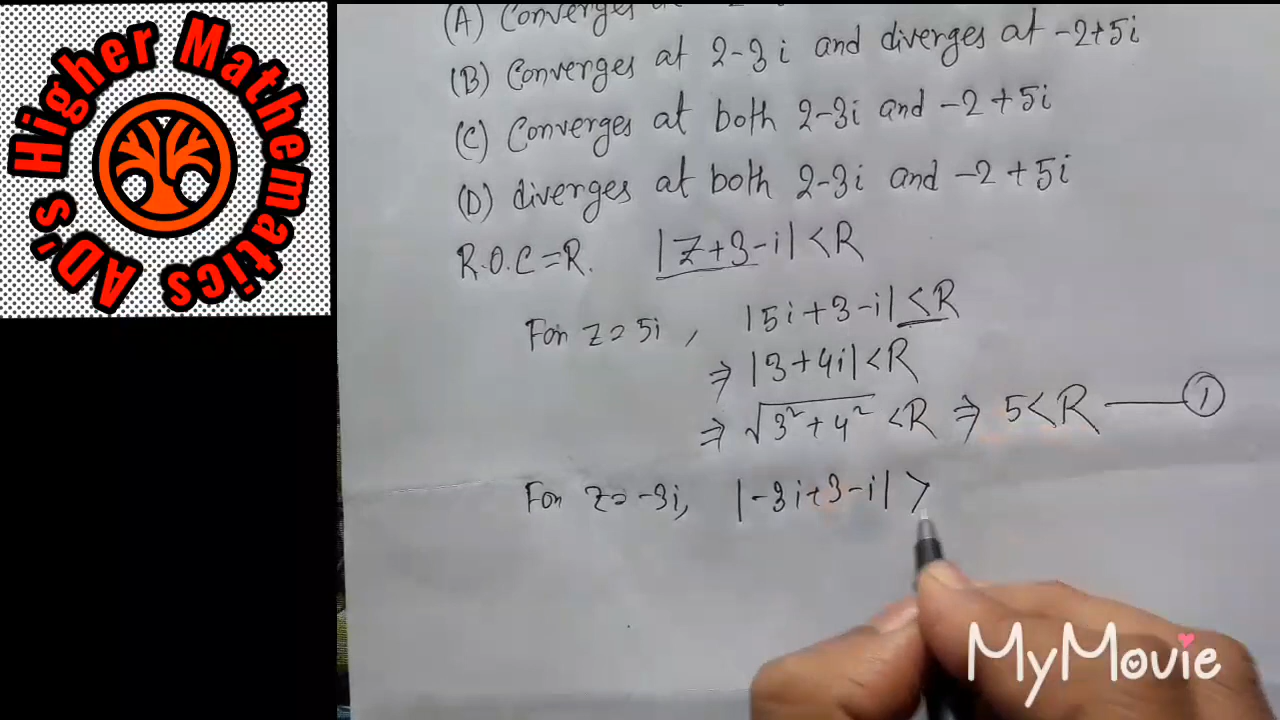 AD's Higher Mathematics
(A) Converges
(B) Converges at 2-3i and diverges at -2+5i
(C) Converges at both 2-3i and -2+5i
(D) diverges at both 2-3i and -2+5i
R.O.C=R. |z+3-i|<R
For z=5i, |5i+3-i|<R
⇒ |3+4i|<R
⇒ √3²+4² <R ⇒ 5<R —— ①
For z=-3i, |-3i+3-i| >
MyMovie